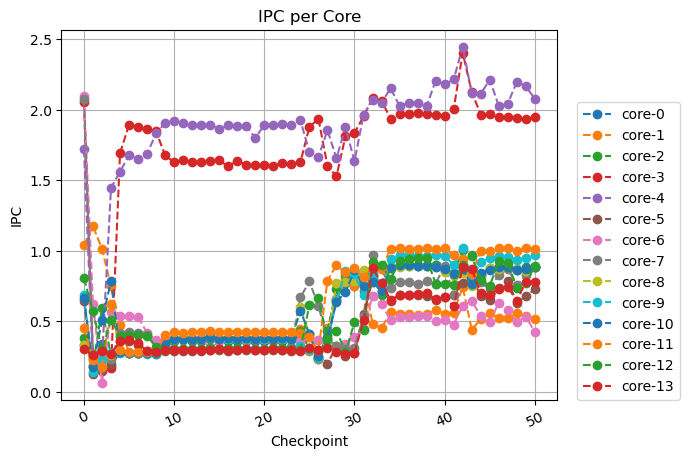 IPC per Core
IPC
2.5
2.0
1.5
1.0
0.5
0.0
0
10
20
30
40
50
Checkpoint
core-0
core-1
core-2
core-3
core-4
core-5
core-6
core-7
core-8
core-9
core-10
core-11
core-12
core-13